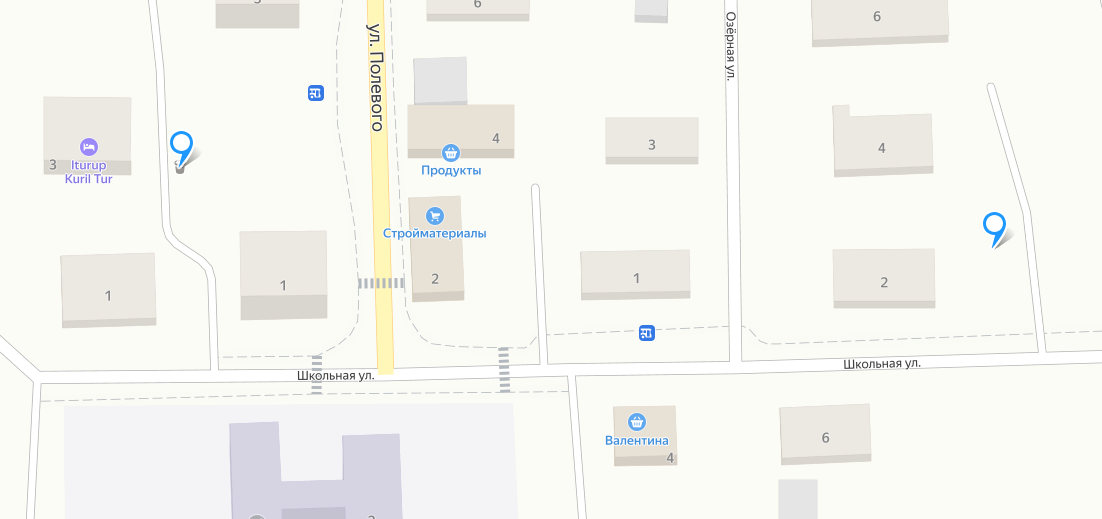 6
6
ул. Полевого
Озёрная ул.
3
Iturup
Kuril Tur
4
Продукты
3
4
Стройматериалы
2
1
1
1
2
Школьная ул.
Школьная ул.
Валентина
4
6